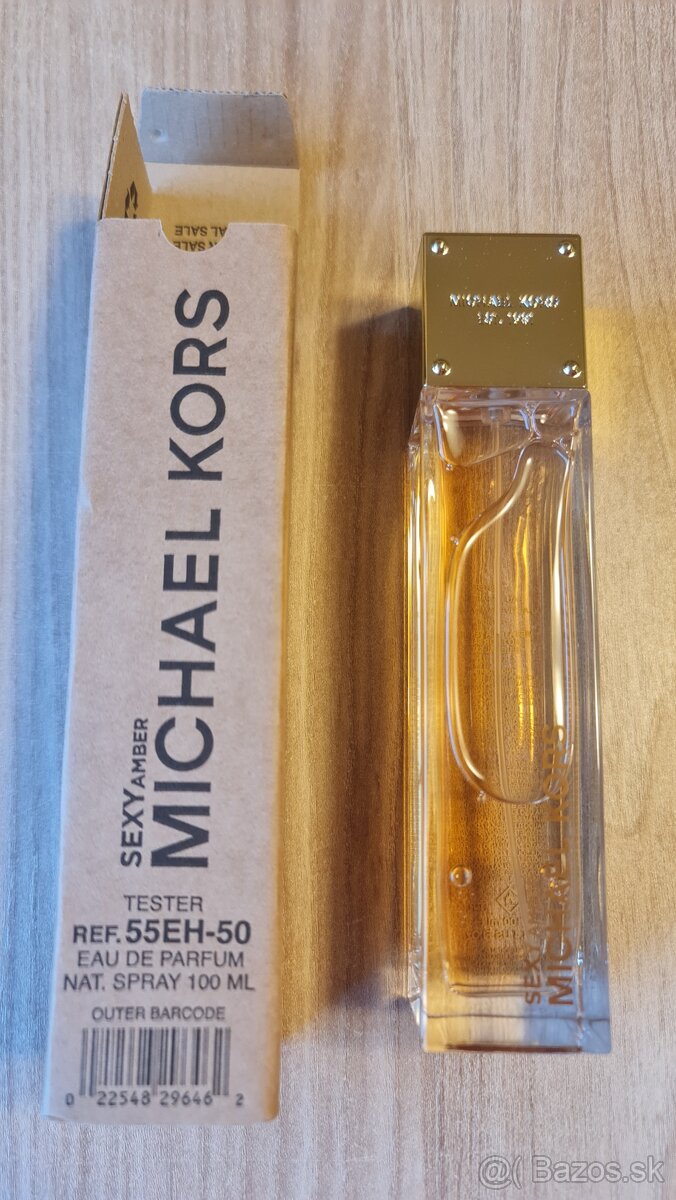 SEXY AMBER
MICHAEL KORS
TESTER
REF. 55EH-50
EAU DE PARFUM
NAT. SPRAY 100 ML
OUTER BARCODE
0 22548 29646 2
SALE
SALE
MICHAEL KORS
SEXY AMBER
MICHAEL KORS
@( Bazos.sk